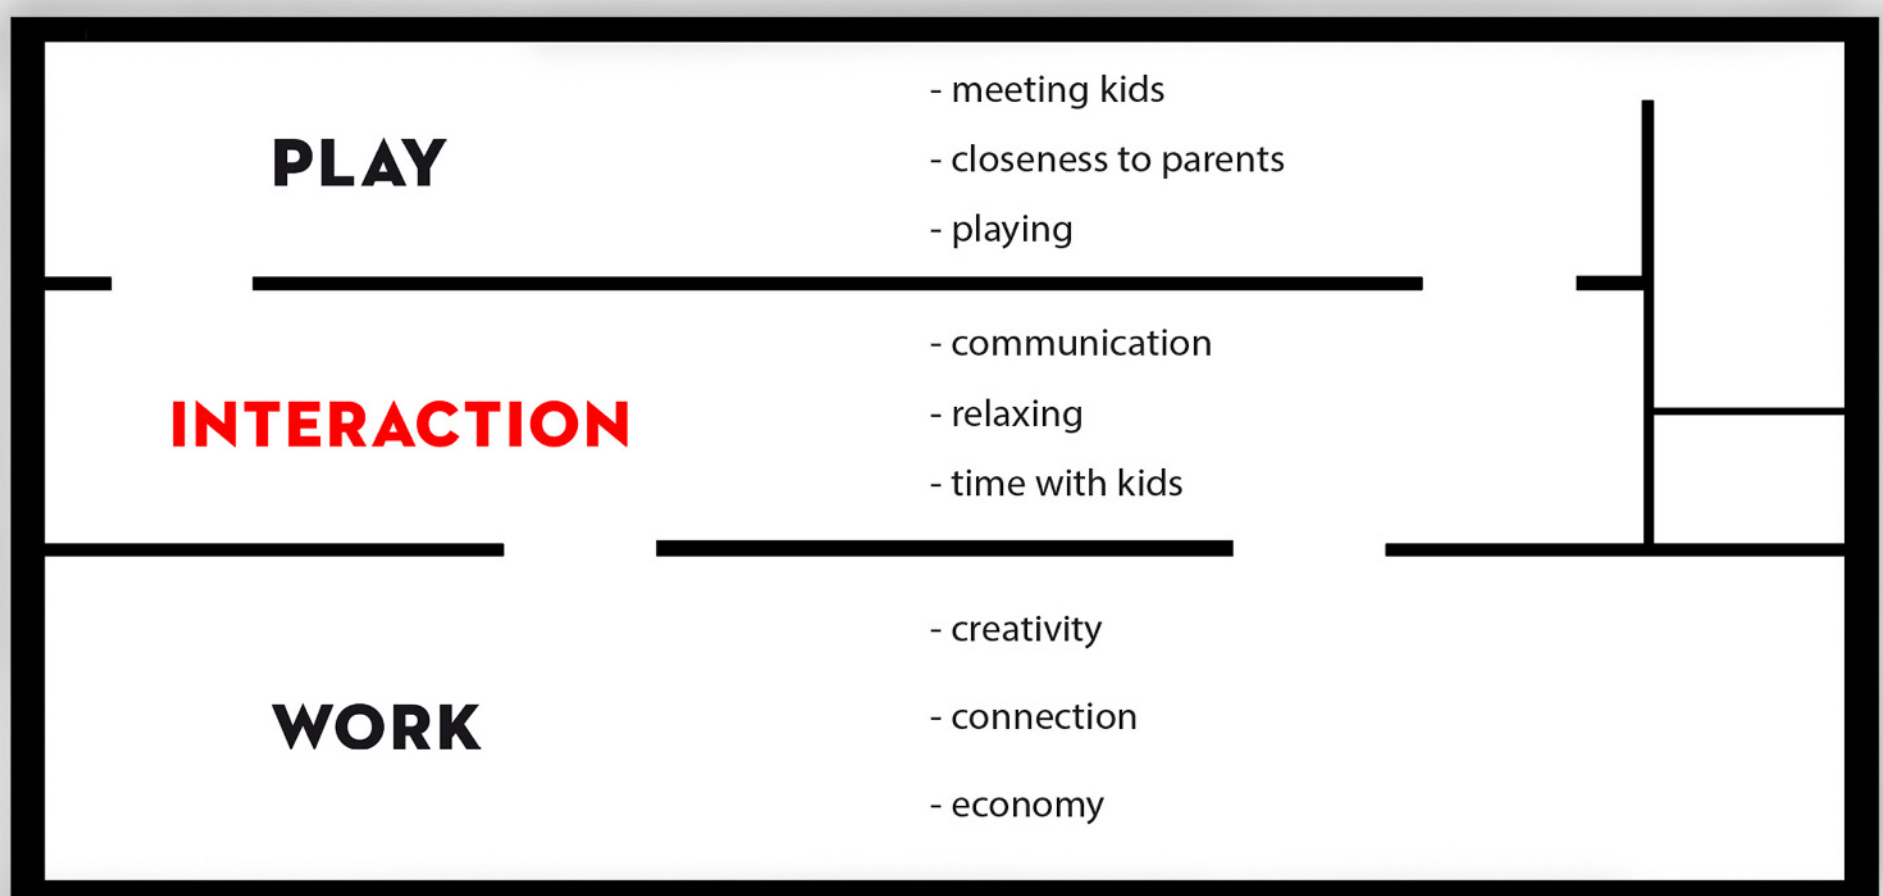 PLAY
- meeting kids
- closeness to parents
- playing
INTERACTION
- communication
- relaxing
- time with kids
WORK
- creativity
- connection
- economy